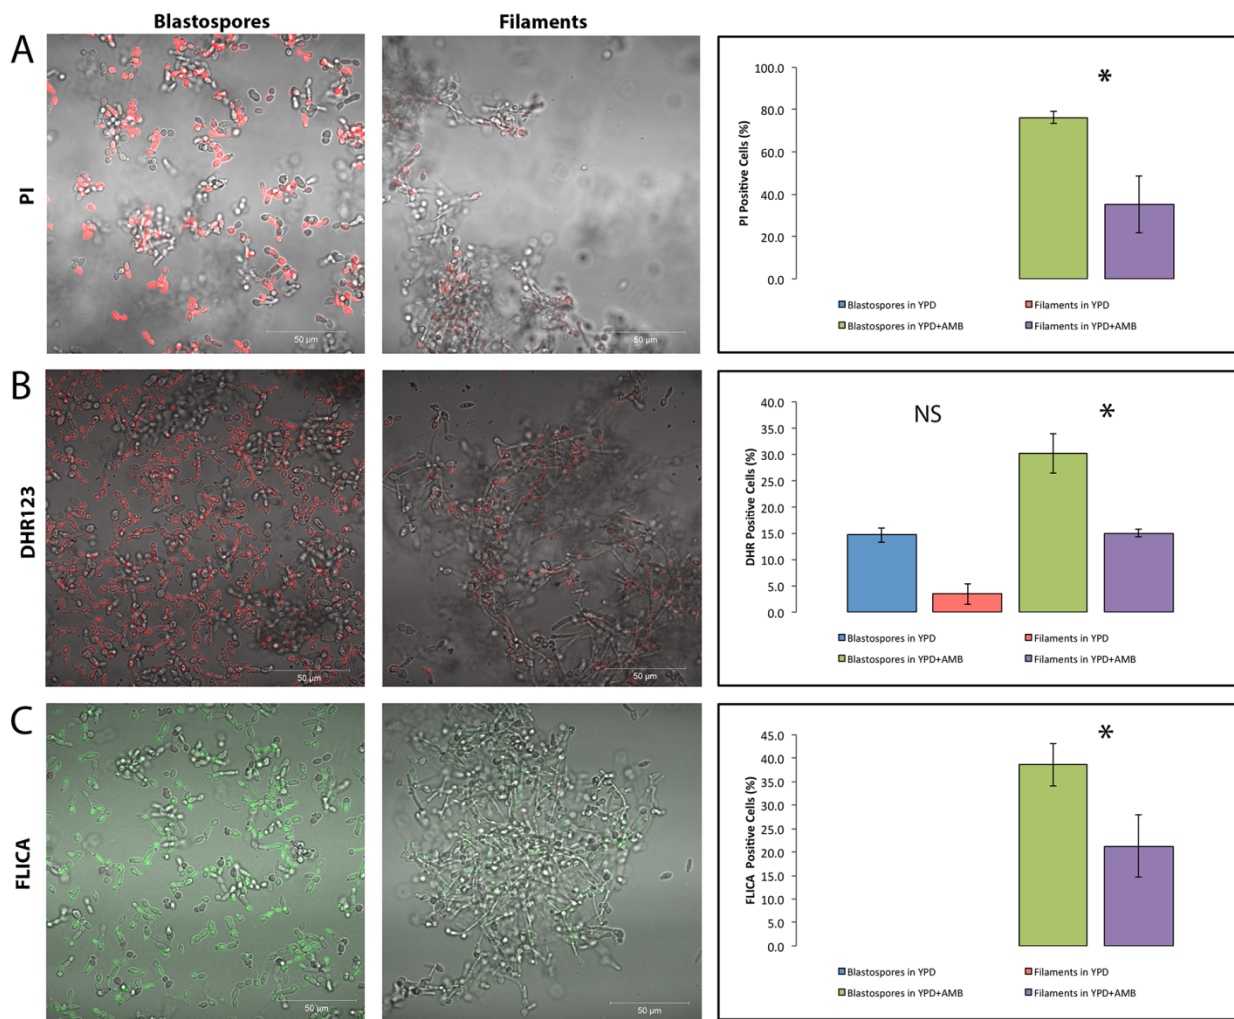 Blastospores
Filaments
A
PI
50 µm
50 µm
100.0
80.0
60.0
40.0
20.0
0.0
PI Positive Cells (%)
*
Blastospores in YPD
Filaments in YPD
Blastospores in YPD+AMB
Filaments in YPD+AMB
B
DHR123
50 µm
50 µm
40.0
35.0
30.0
25.0
20.0
15.0
10.0
5.0
0.0
DHR Positive Cells (%)
NS
*
Blastospores in YPD
Filaments in YPD
Blastospores in YPD+AMB
Filaments in YPD+AMB
C
FLICA
50 µm
50 µm
45.0
40.0
35.0
30.0
25.0
20.0
15.0
10.0
5.0
0.0
FLICA Positive Cells (%)
*
Blastospores in YPD
Filaments in YPD
Blastospores in YPD+AMB
Filaments in YPD+AMB